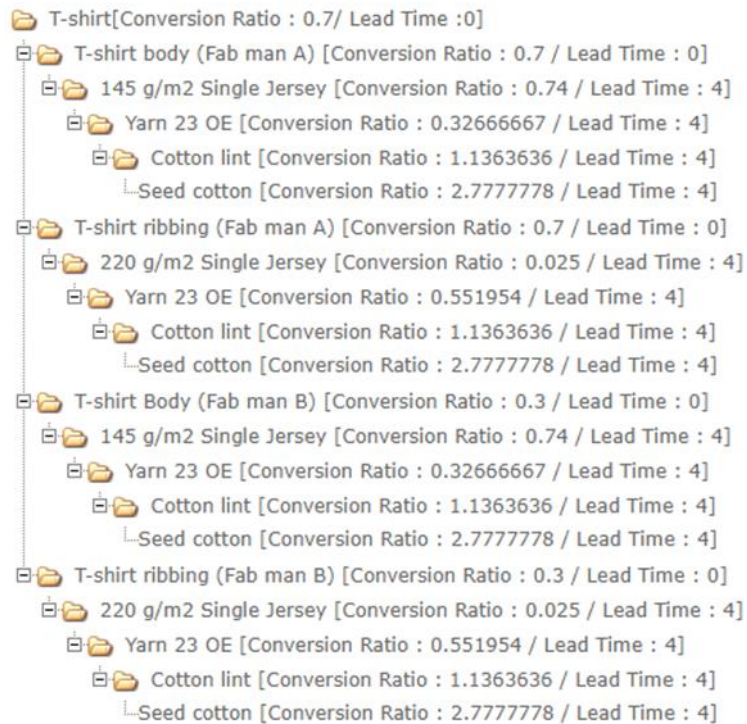 T-shirt[Conversion Ratio : 0.7/ Lead Time :0]
T-shirt body (Fab man A) [Conversion Ratio : 0.7 / Lead Time : 0]
145 g/m2 Single Jersey [Conversion Ratio : 0.74 / Lead Time : 4]
Yarn 23 OE [Conversion Ratio : 0.32666667 / Lead Time : 4]
Cotton lint [Conversion Ratio : 1.1363636 / Lead Time : 4]
Seed cotton [Conversion Ratio : 2.7777778 / Lead Time : 4]
T-shirt ribbing (Fab man A) [Conversion Ratio : 0.7 / Lead Time : 0]
220 g/m2 Single Jersey [Conversion Ratio : 0.025 / Lead Time : 4]
Yarn 23 OE [Conversion Ratio : 0.551954 / Lead Time : 4]
Cotton lint [Conversion Ratio : 1.1363636 / Lead Time : 4]
Seed cotton [Conversion Ratio : 2.7777778 / Lead Time : 4]
T-shirt Body (Fab man B) [Conversion Ratio : 0.3 / Lead Time : 0]
145 g/m2 Single Jersey [Conversion Ratio : 0.74 / Lead Time : 4]
Yarn 23 OE [Conversion Ratio : 0.32666667 / Lead Time : 4]
Cotton lint [Conversion Ratio : 1.1363636 / Lead Time : 4]
Seed cotton [Conversion Ratio : 2.7777778 / Lead Time : 4]
T-shirt ribbing (Fab man B) [Conversion Ratio : 0.3 / Lead Time : 0]
220 g/m2 Single Jersey [Conversion Ratio : 0.025 / Lead Time : 4]
Yarn 23 OE [Conversion Ratio : 0.551954 / Lead Time : 4]
Cotton lint [Conversion Ratio : 1.1363636 / Lead Time : 4]
Seed cotton [Conversion Ratio : 2.7777778 / Lead Time : 4]